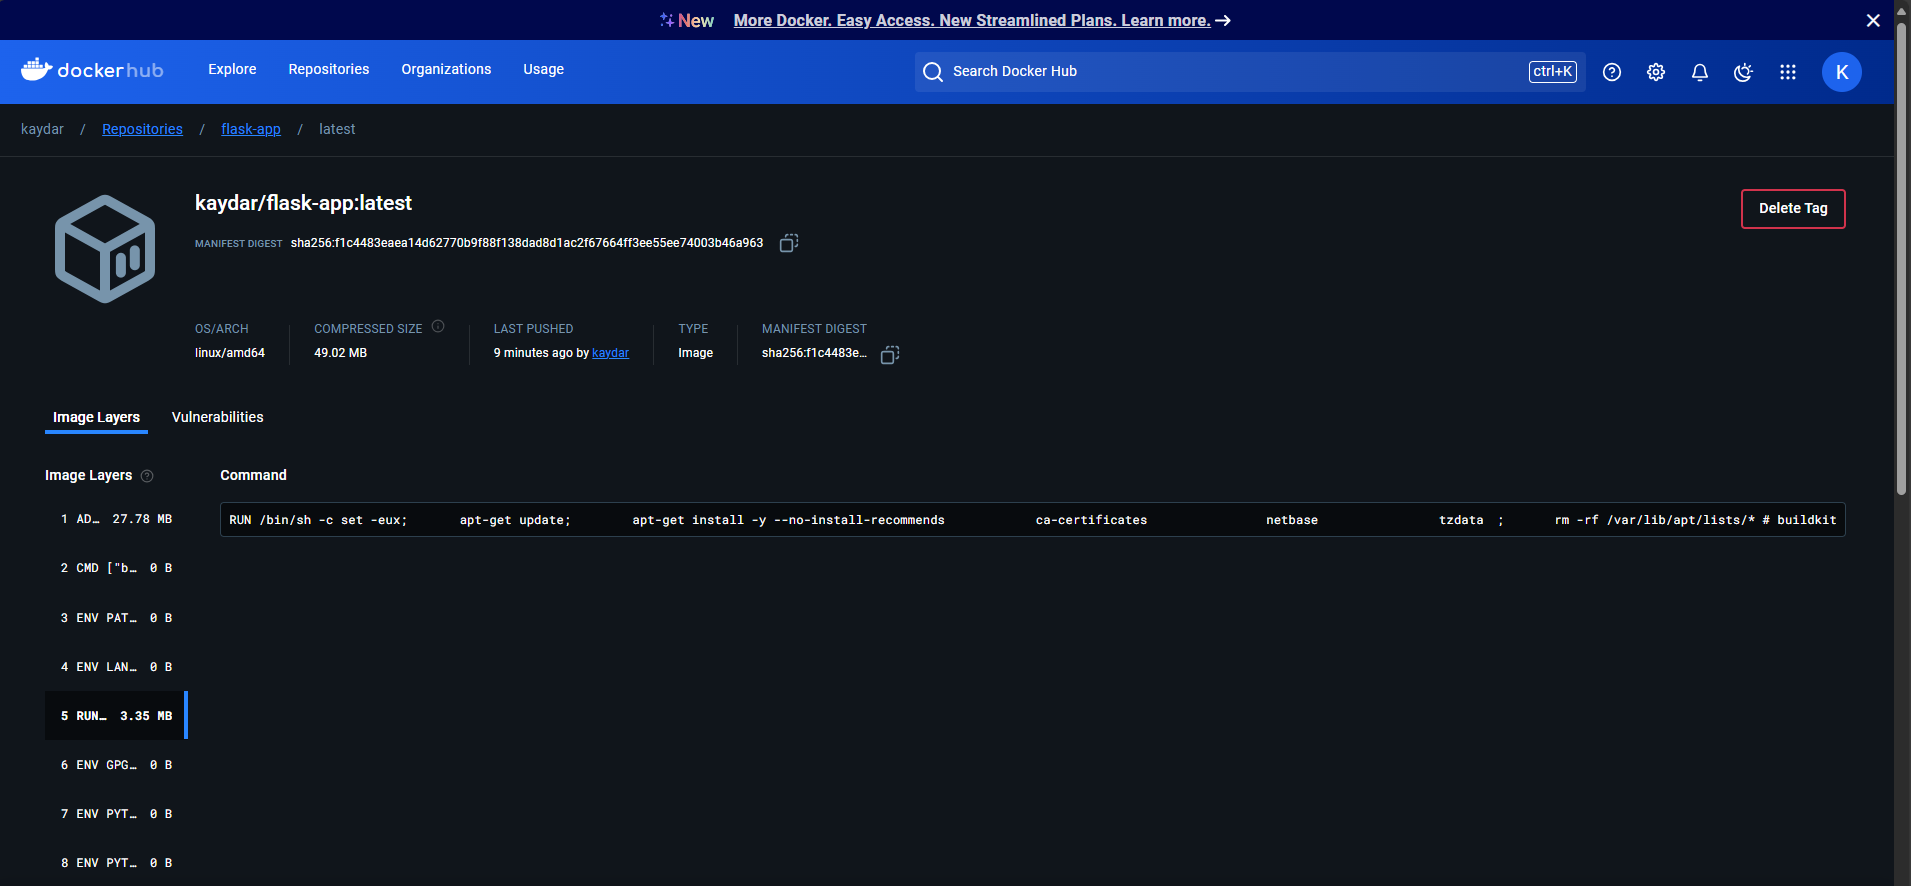 New More Docker. Easy Access. New Streamlined Plans. Learn more. →
dockerhub Explore Repositories Organizations Usage Search Docker Hub ctrl+K K
kaydar / Repositories / flask-app / latest
kaydar/flask-app:latest Delete Tag
MANIFEST DIGEST sha256:f1c4483eaea14d62770b9f88f138dad8d1ac2f67664ff3ee55ee74003b46a963
OS/ARCH COMPRESSED SIZE LAST PUSHED TYPE MANIFEST DIGEST
linux/amd64 49.02 MB 9 minutes ago by kaydar Image sha256:f1c4483e...
Image Layers Vulnerabilities
Image Layers Command
1 AD... 27.78 MB RUN /bin/sh -c set -eux; apt-get update; apt-get install -y --no-install-recommends ca-certificates netbase tzdata ; rm -rf /var/lib/apt/lists/* # buildkit
2 CMD ["b... 0 B
3 ENV PAT... 0 B
4 ENV LAN... 0 B
5 RUN... 3.35 MB
6 ENV GPG... 0 B
7 ENV PYT... 0 B
8 ENV PYT... 0 B